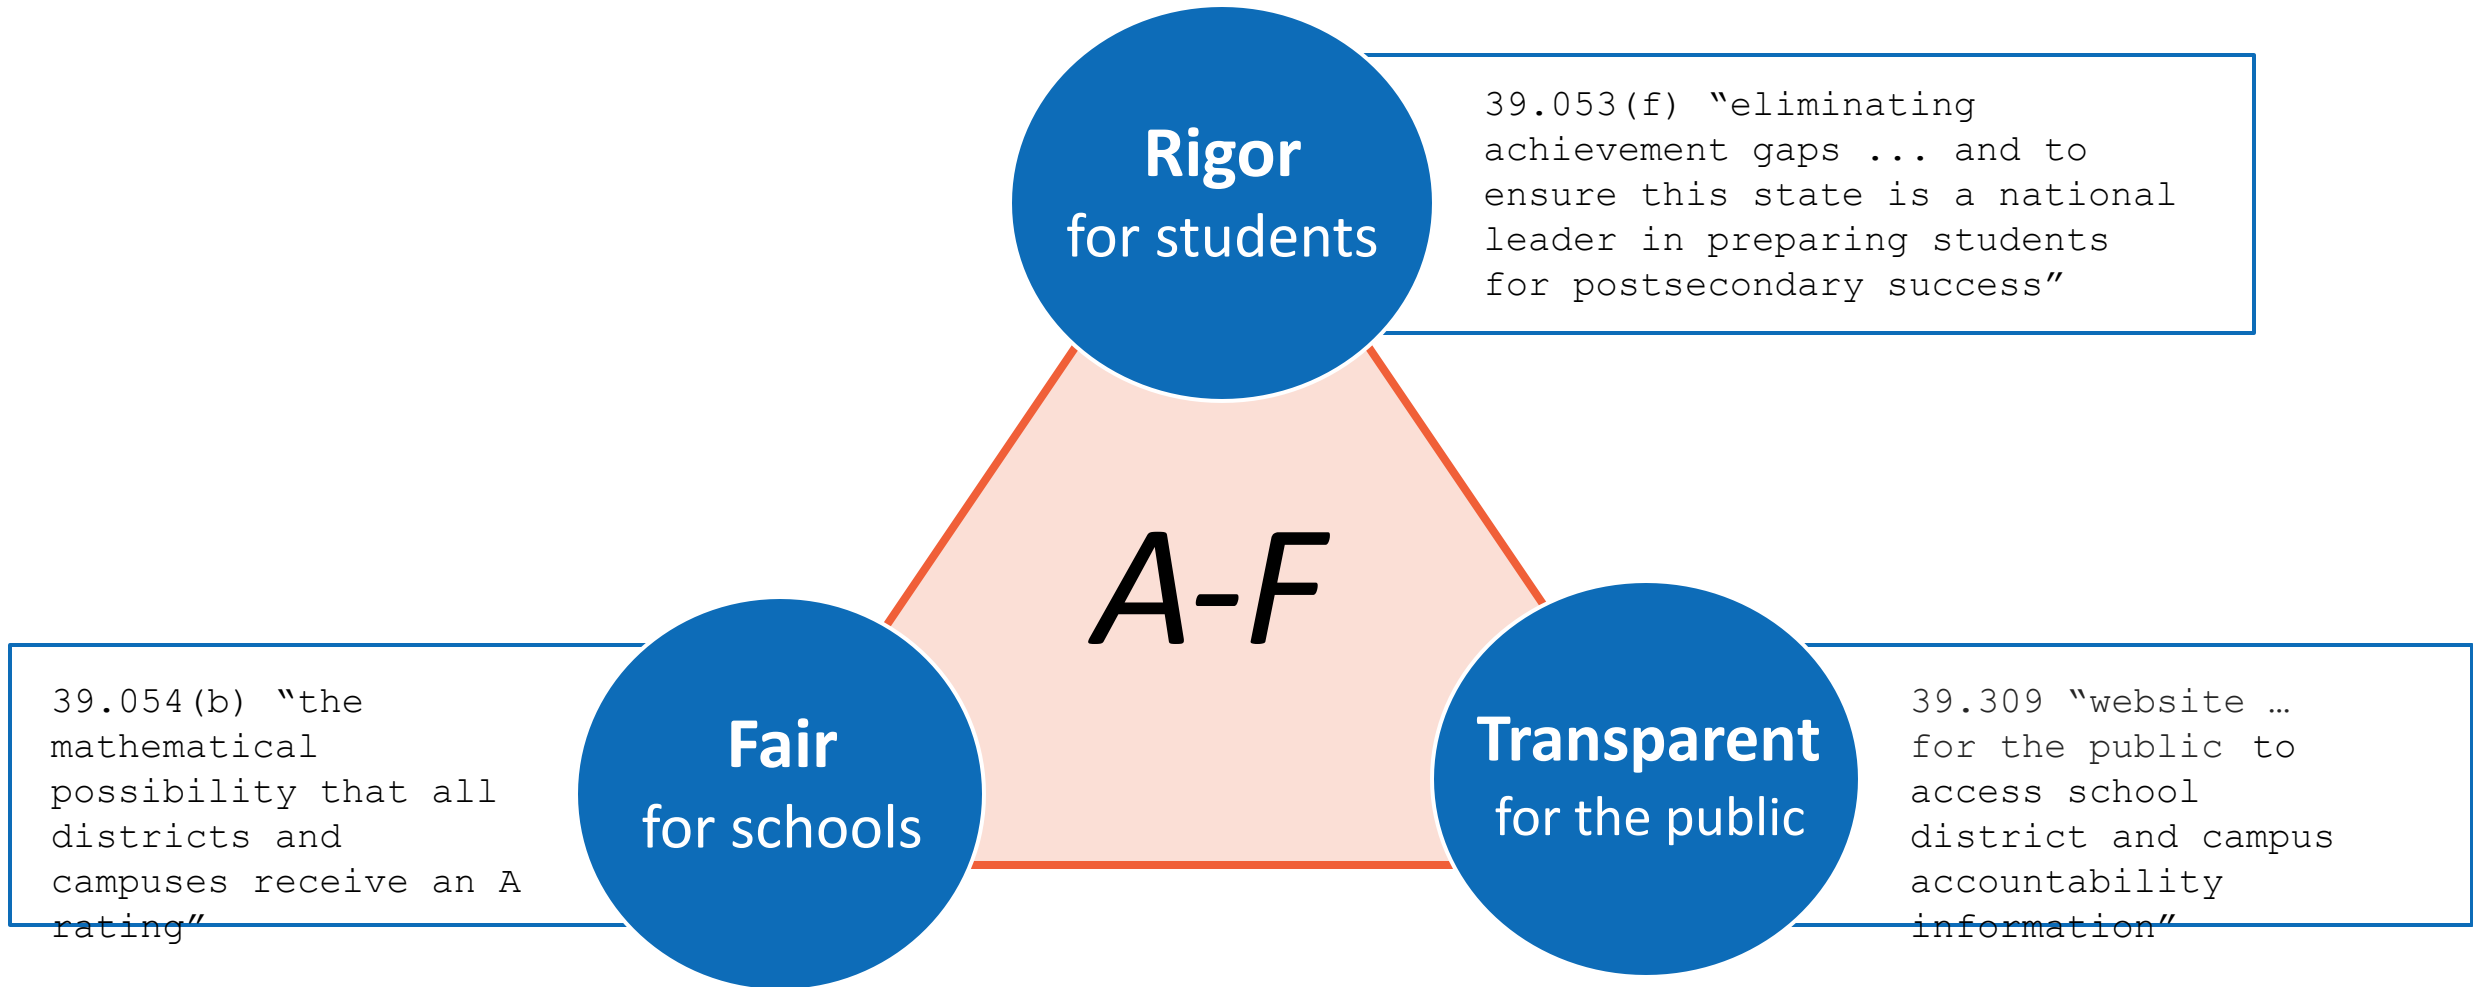 Rigor
for students
39.053(f) “eliminating
achievement gaps ... and to
ensure this state is a national
leader in preparing students
for postsecondary success”
A-F
39.054(b) “the
mathematical
possibility that all
districts and
campuses receive an A
rating”
Fair
for schools
Transparent
for the public
39.309 “website …
for the public to
access school
district and campus
accountability
information”